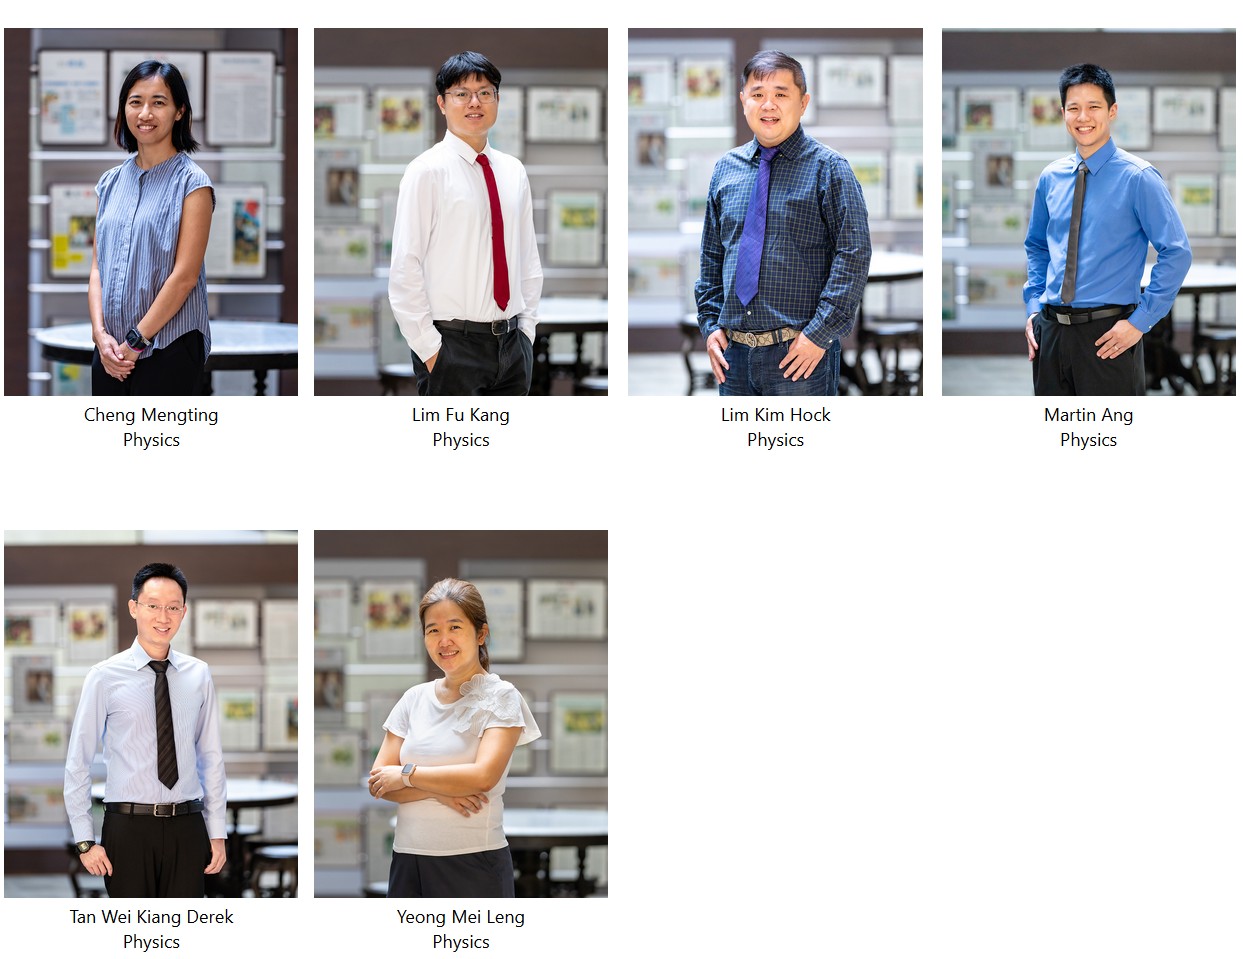 Cheng Mengting
Physics
Lim Fu Kang
Physics
Lim Kim Hock
Physics
Martin Ang
Physics
Tan Wei Kiang Derek
Physics
Yeong Mei Leng
Physics